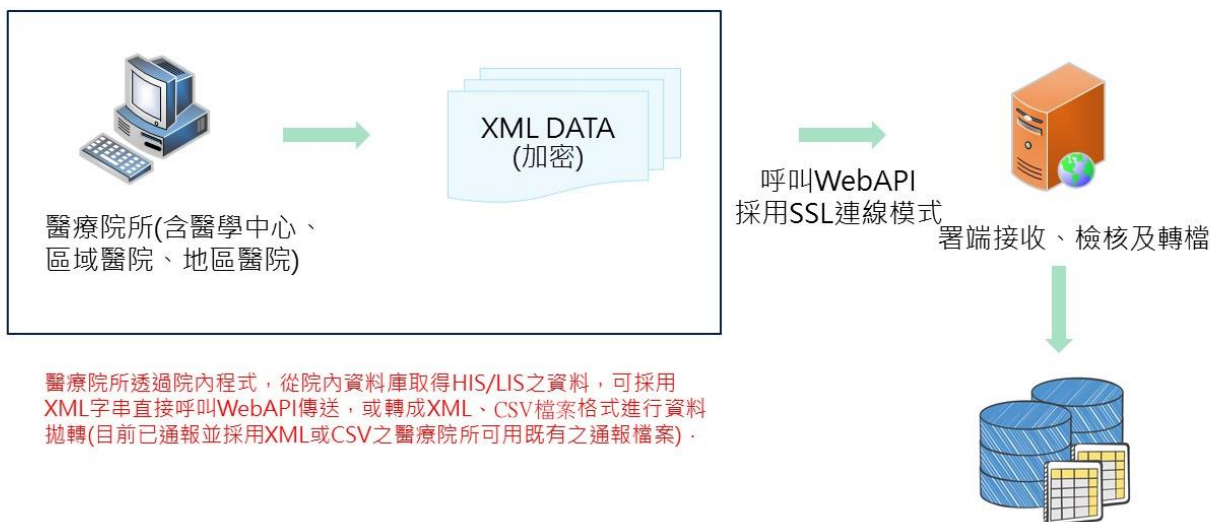 XML DATA
(加密)
醫療院所(含醫學中心、
區域醫院、地區醫院)
呼叫WebAPI
採用SSL連線模式
署端接收、檢核及轉檔
醫療院所透過院內程式，從院內資料庫取得HIS/LIS之資料，可採用
XML字串直接呼叫WebAPI傳送，或轉成XML、CSV檔案格式進行資料
拋轉(目前已通報並採用XML或CSV之醫療院所可用既有之通報檔案)．